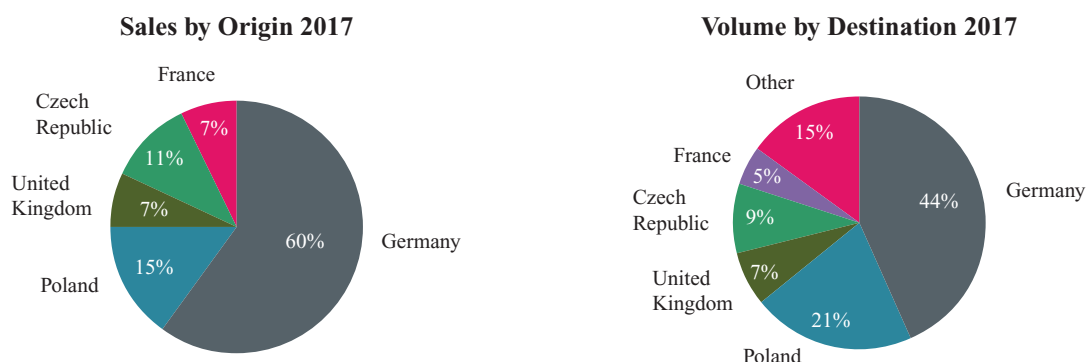 Sales by Origin 2017
France
Czech
Republic
7%
11%
United
Kingdom
7%
60%
Germany
15%
Poland
Volume by Destination 2017
Other
15%
France
5%
44%
Germany
Czech
Republic
9%
7%
United
Kingdom
21%
Poland